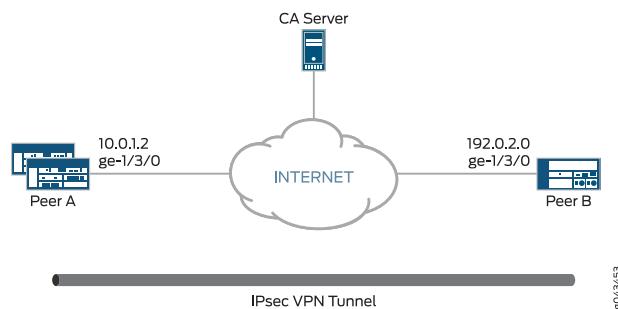 CA Server
10.0.1.2
ge-1/3/0
192.0.2.0
ge-1/3/0
INTERNET
Peer A
Peer B
IPsec VPN Tunnel
g043453